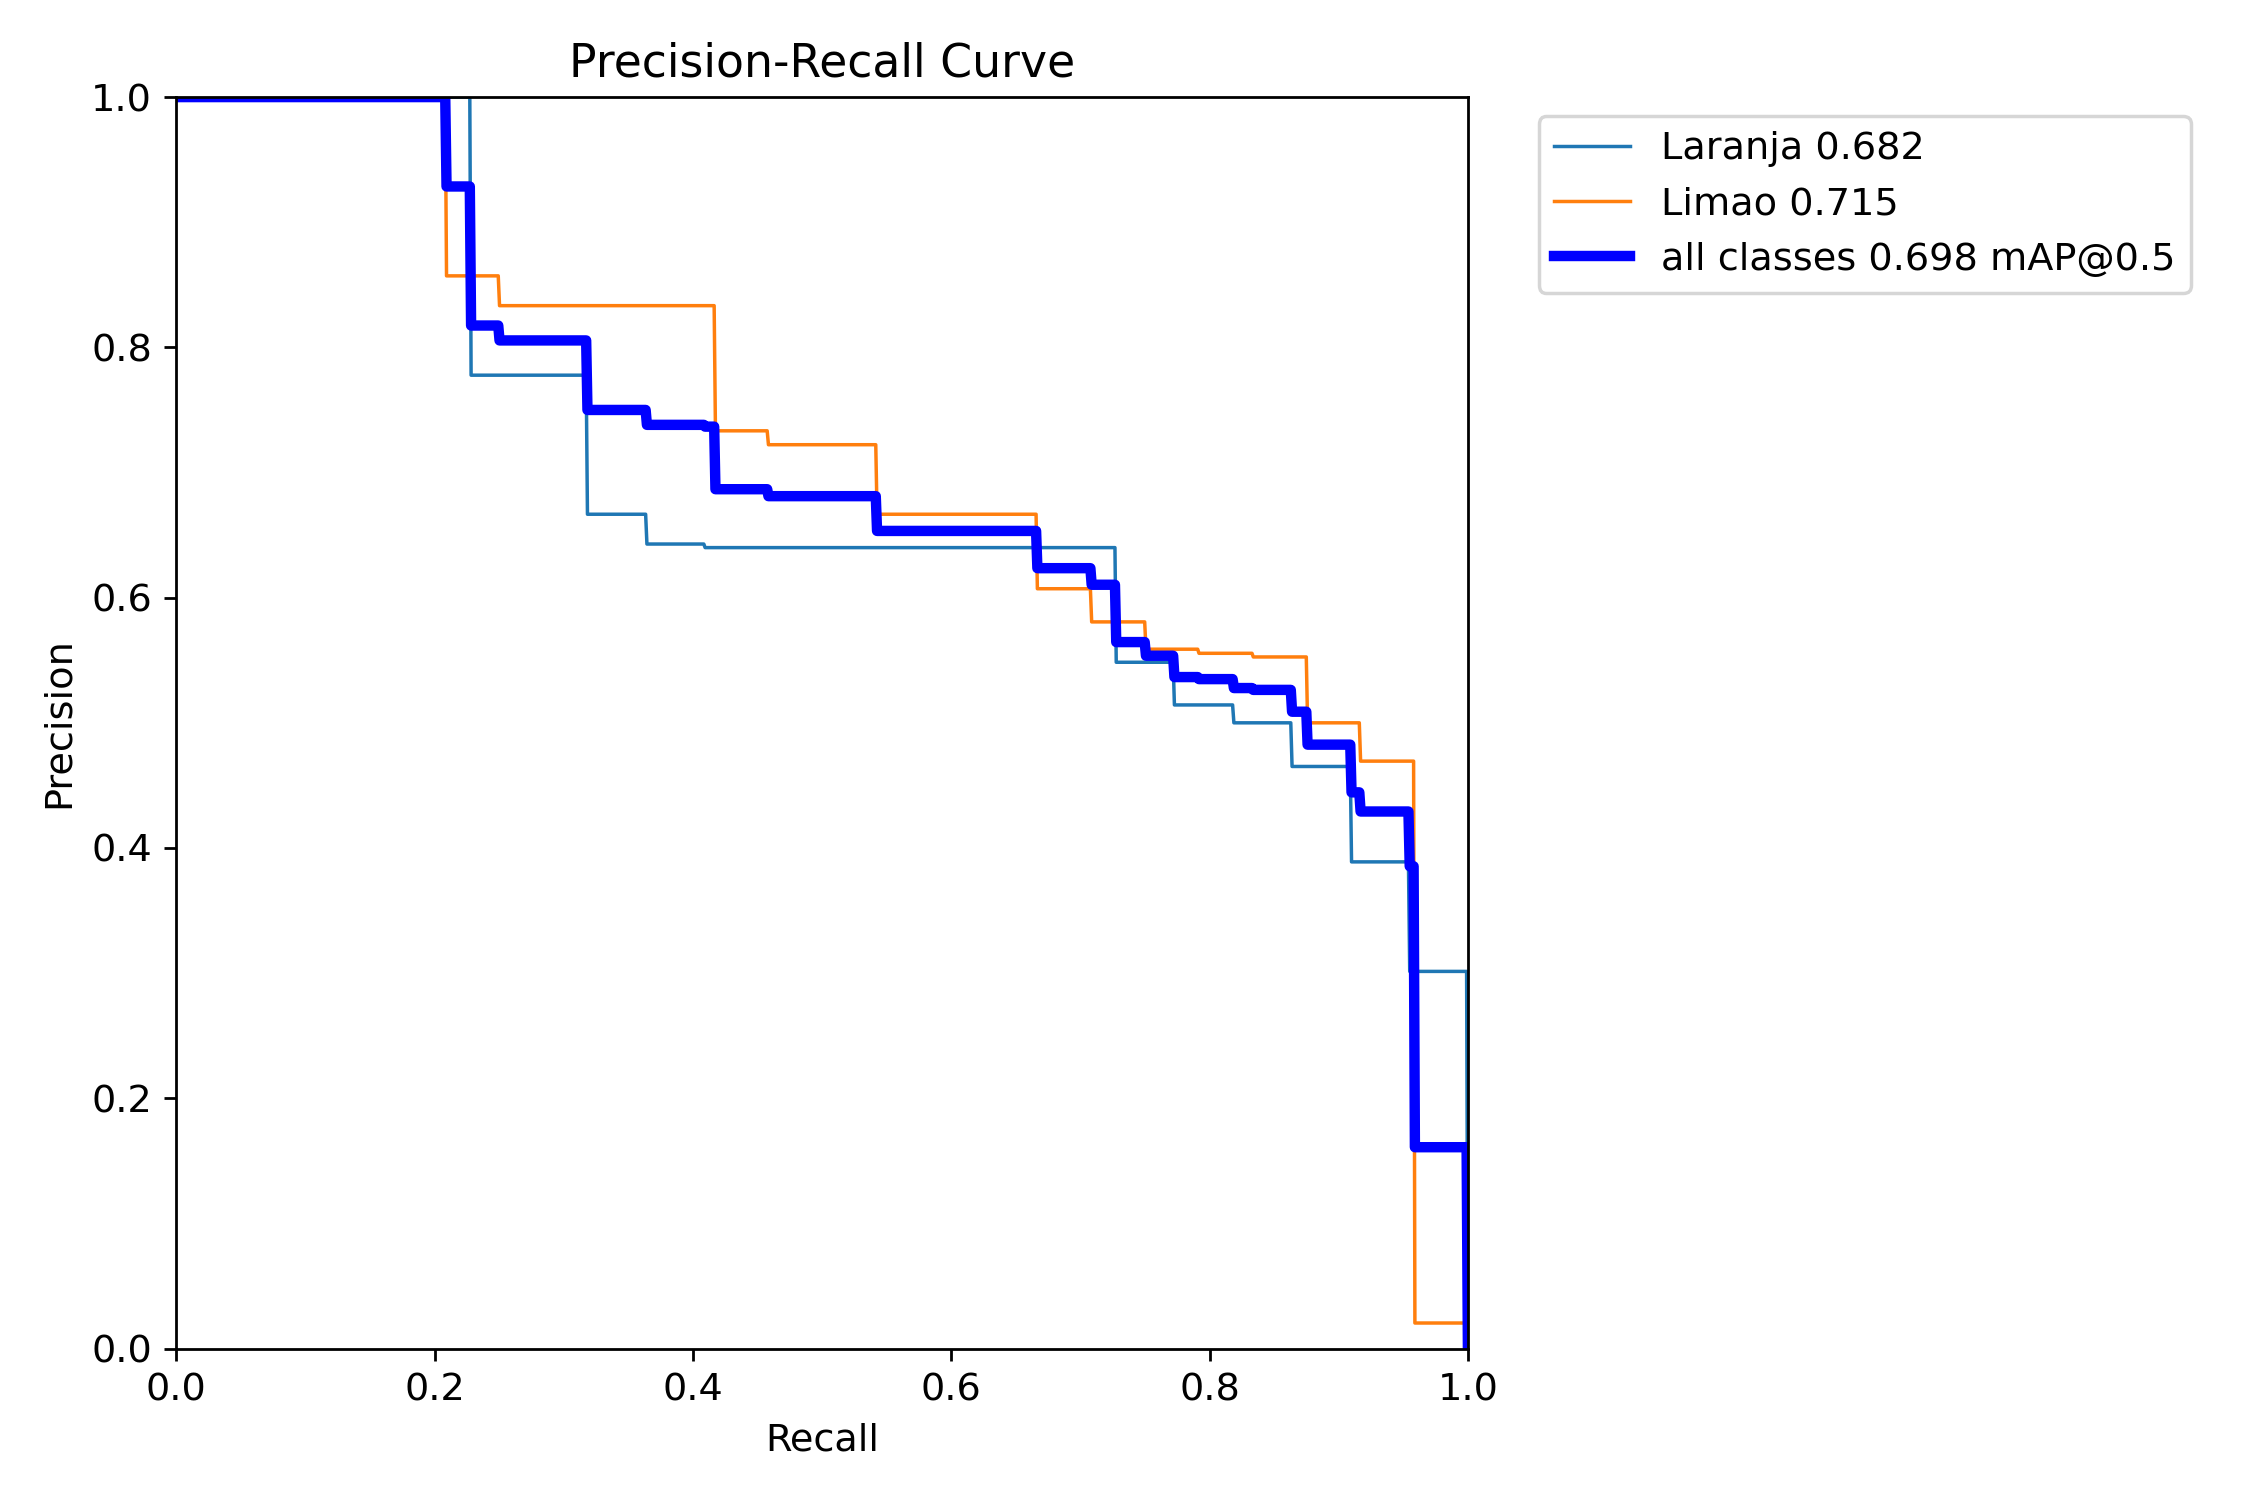 Precision-Recall Curve
Laranja 0.682
Limao 0.715
all classes 0.698 mAP@0.5
Precision
1.0
0.8
0.6
0.4
0.2
0.0
0.0 0.2 0.4 0.6 0.8 1.0
Recall